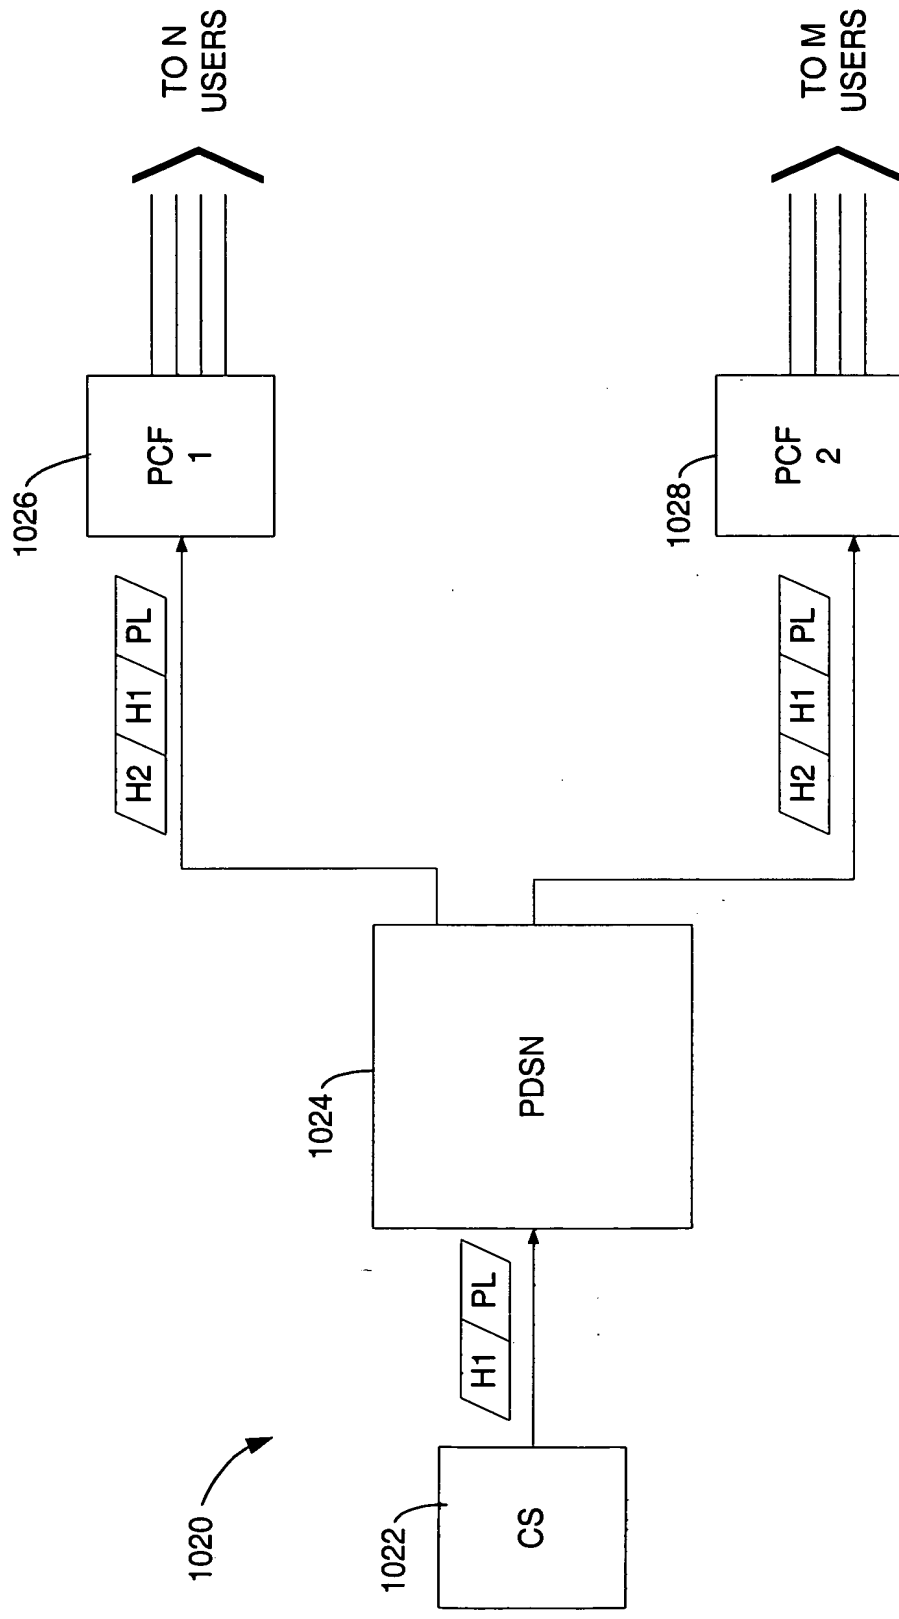 1020
1022
CS
H1
PL
1024
PDSN
H2
H1
PL
1026
PCF
1
TO N
USERS
H2
H1
PL
1028
PCF
2
TO M
USERS